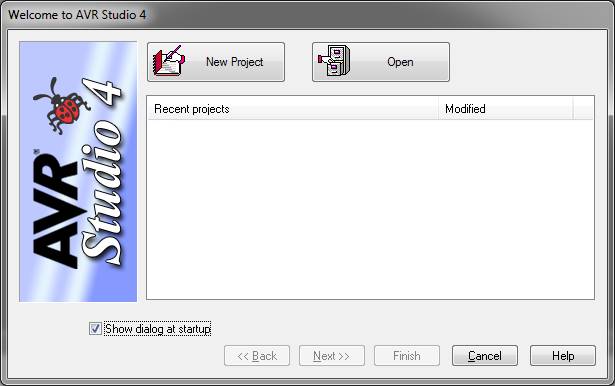 Welcome to AVR Studio 4
AVR®
Studio 4
New Project
Open
Recent projects
Modified
Show dialog at startup
<< Back
Next >>
Finish
Cancel
Help